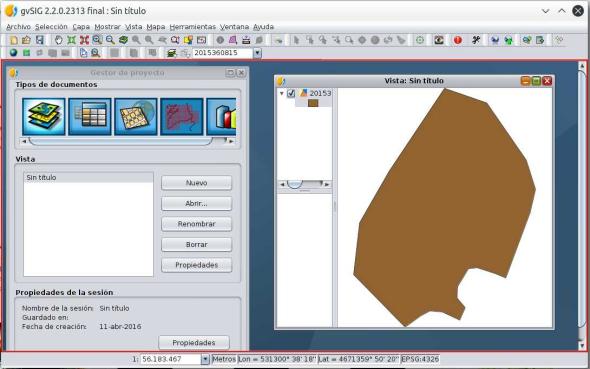 gvSIG 2.2.0.2313 final : Sin título
Archivo Selección Capa Mostrar Vista Mapa Herramientas Ventana Ayuda
2015360815
Gestor de proyecto
Tipos de documentos
Vista
Sin título
Nuevo
Abrir...
Renombrar
Borrar
Propiedades
Propiedades de la sesión
Nombre de la sesión: Sin título
Guardado en:
Fecha de creación: 11-abr-2016
Propiedades
Vista: Sin título
20153
1: 56.183.467 Metros Lon = 531300° 38' 18" Lat = 4671359° 50' 20" EPSG:4326